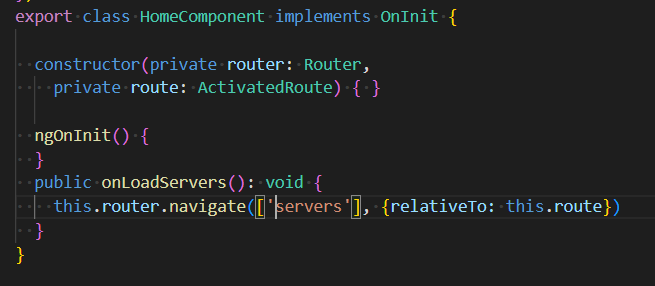 export class HomeComponent implements OnInit {
constructor(private router: Router,
private route: ActivatedRoute) { }
ngOnInit() {
}
public onLoadServers(): void {
this.router.navigate(['servers'], {relativeTo: this.route})
}
}